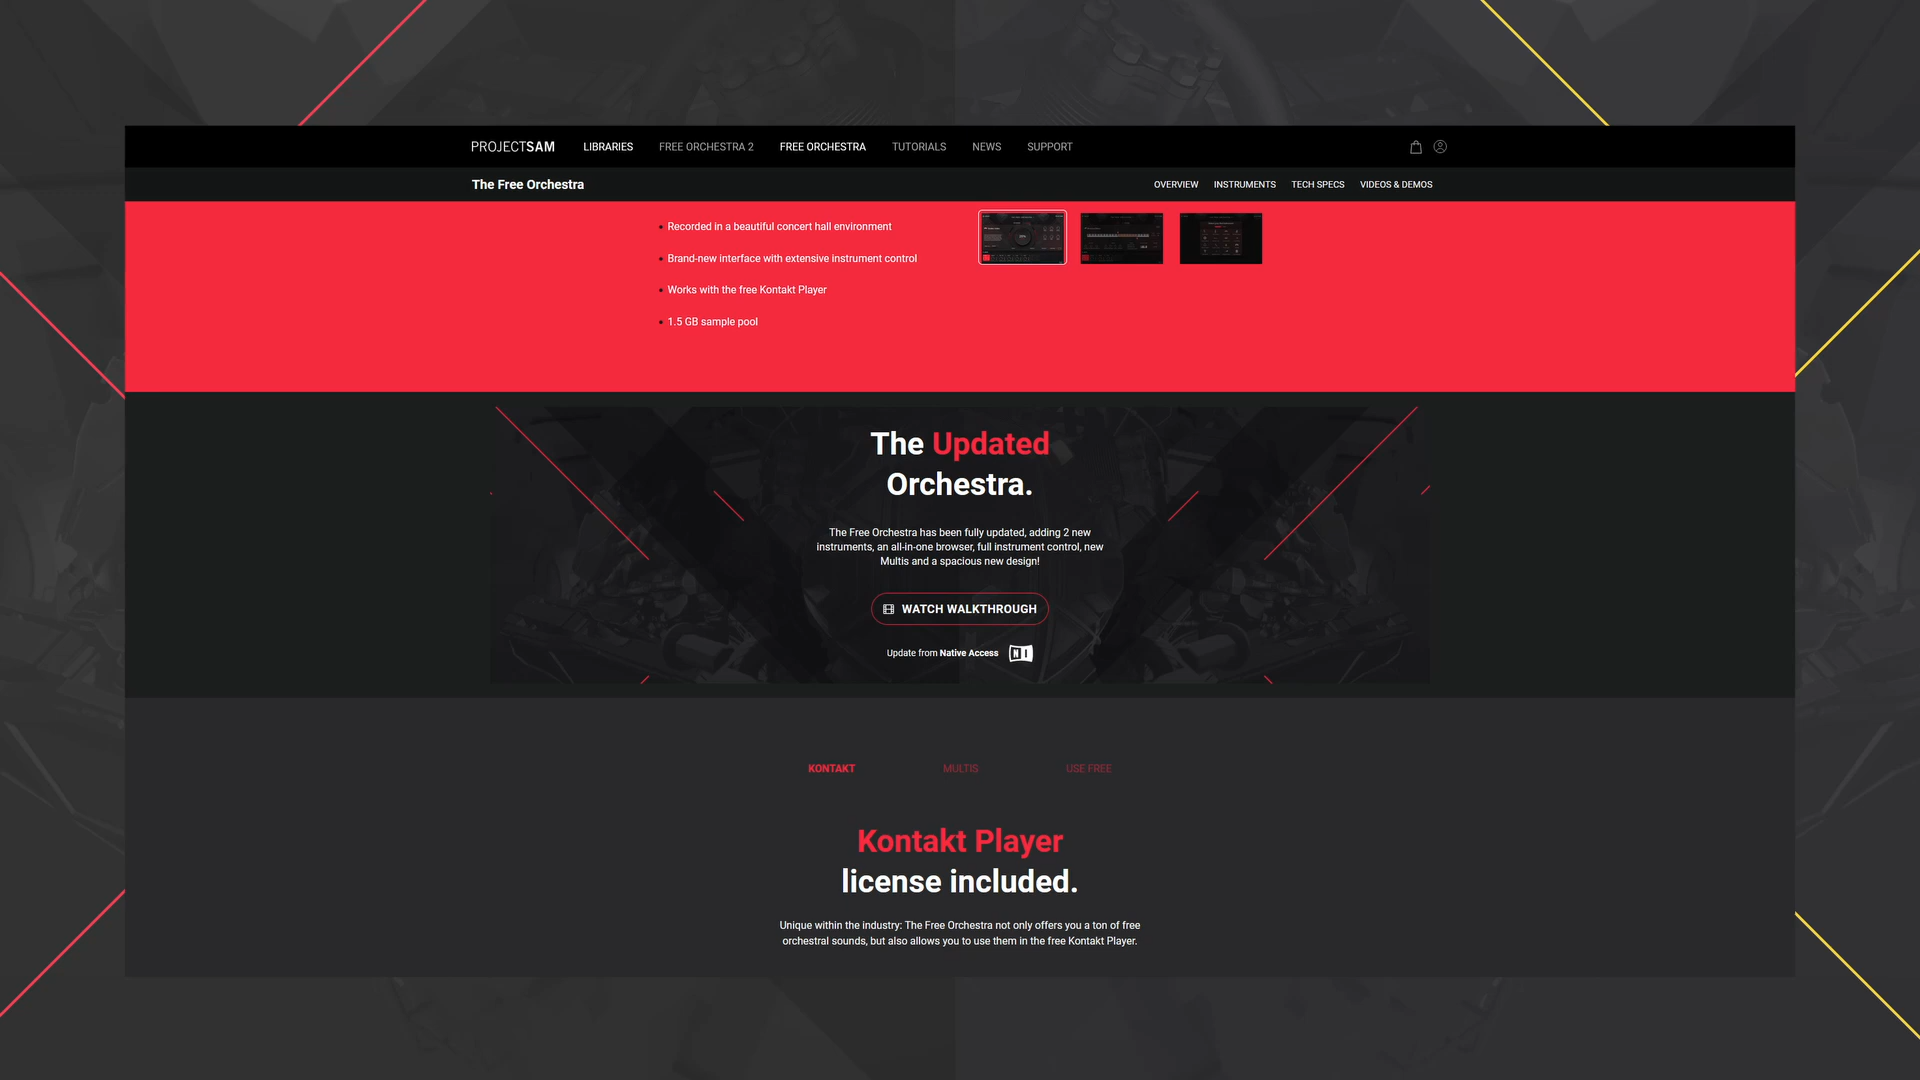 PROJECTSAM LIBRARIES FREE ORCHESTRA 2 FREE ORCHESTRA TUTORIALS NEWS SUPPORT
The Free Orchestra OVERVIEW INSTRUMENTS TECH SPECS VIDEOS & DEMOS
Recorded in a beautiful concert hall environment
Brand-new interface with extensive instrument control
Works with the free Kontakt Player
1.5 GB sample pool
The Updated
Orchestra.
The Free Orchestra has been fully updated, adding 2 new
instruments, an all-in-one browser, full instrument control, new
Multis and a spacious new design!
WATCH WALKTHROUGH
Update from Native Access NI
KONTAKT MULTIS USE FREE
Kontakt Player
license included.
Unique within the industry: The Free Orchestra not only offers you a ton of free
orchestral sounds, but also allows you to use them in the free Kontakt Player.